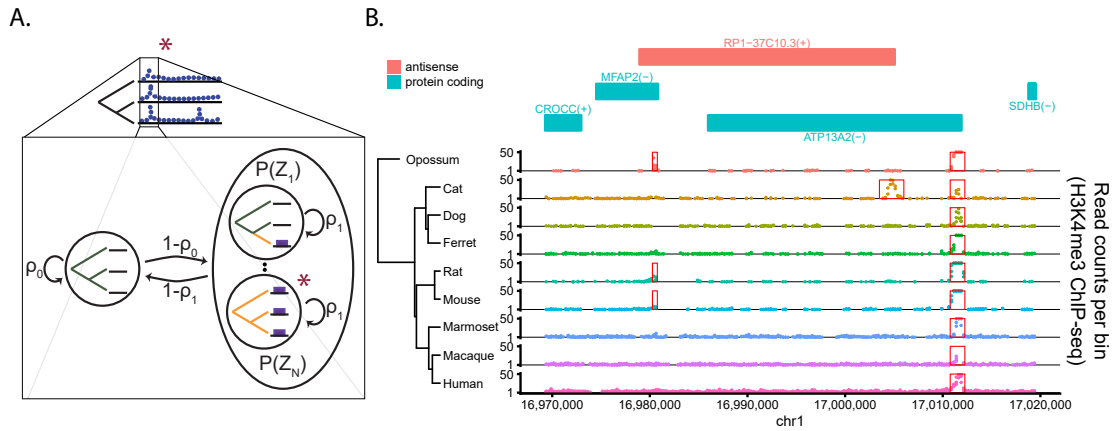 A.
*
P(Z1)
ρ1
ρ0
1-ρ0
1-ρ1
*
ρ1
P(ZN)
B.
antisense
protein coding
RP1−37C10.3(+)
MFAP2(−)
CROCC(+)
ATP13A2(−)
SDHB(−)
Opossum
Cat
Dog
Ferret
Rat
Mouse
Marmoset
Macaque
Human
50
1
50
1
50
1
50
1
50
1
50
1
50
1
50
1
50
1
Read counts per bin
(H3K4me3 ChIP-seq)
16,970,000 16,980,000 16,990,000 17,000,000 17,010,000 17,020,000
chr1